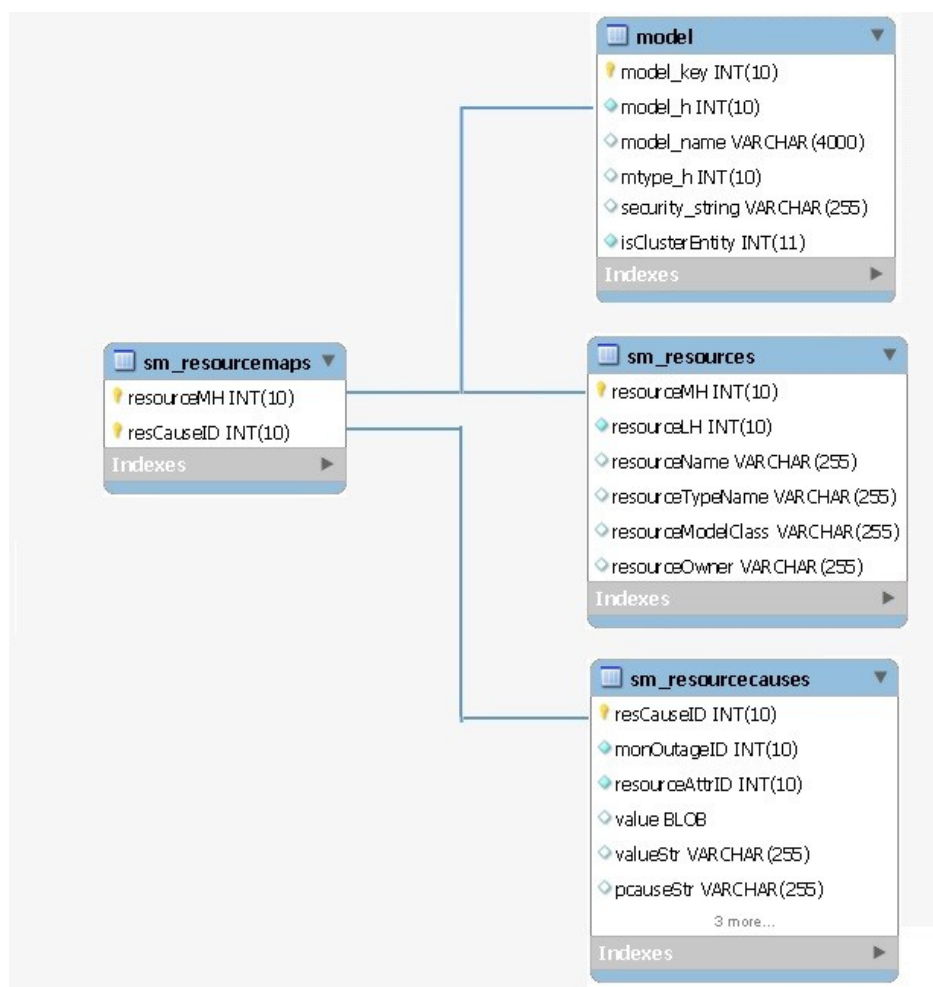 model
model_key INT(10)
model_h INT(10)
model_name VARCHAR(4000)
mtype_h INT(10)
security_string VARCHAR(255)
isClusterEntity INT(11)
Indexes
sm_resourcemaps
resourceMH INT(10)
resCauseID INT(10)
Indexes
sm_resources
resourceMH INT(10)
resourceLH INT(10)
resourceName VARCHAR(255)
resourceTypeName VARCHAR(255)
resourceModelClass VARCHAR(255)
resourceOwner VARCHAR(255)
Indexes
sm_resourcecauses
resCauseID INT(10)
monOutageID INT(10)
resourceAttrID INT(10)
value BLOB
valueStr VARCHAR(255)
pcauseStr VARCHAR(255)
3 more...
Indexes